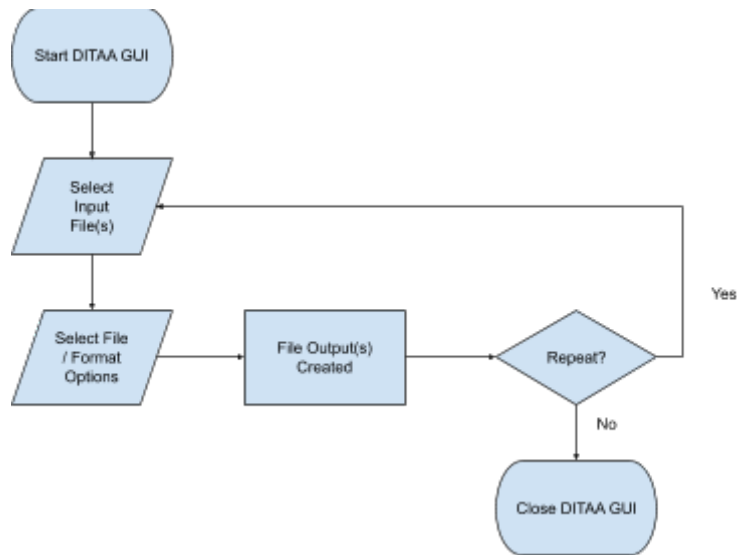 Start DITAA GUI
Select
Input
File(s)
Select File
/ Format
Options
File Output(s)
Created
Repeat?
Yes
No
Close DITAA GUI